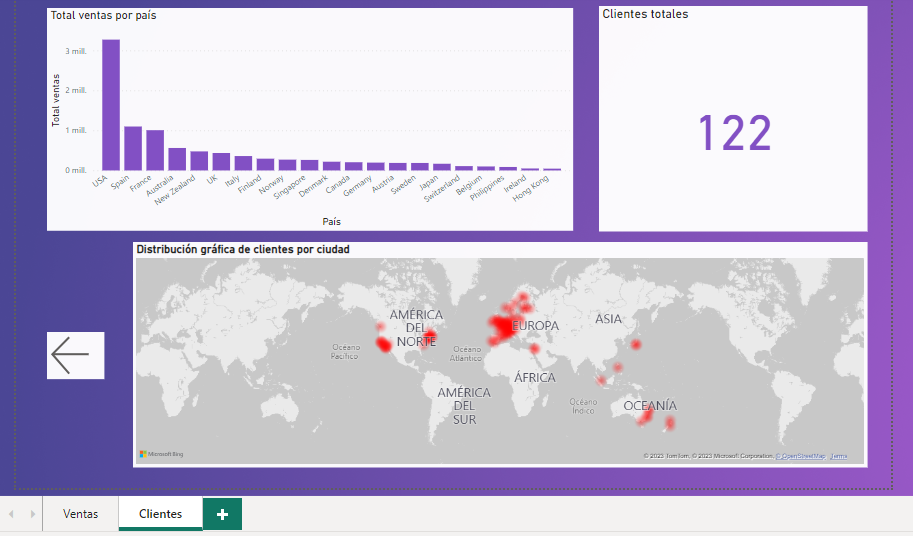 Total ventas por país
Total ventas
3 mill.
2 mill.
1 mill.
0 mill.
USA
Spain
France
Australia
New Zealand
UK
Italy
Finland
Norway
Singapore
Denmark
Canada
Germany
Austria
Sweden
Japan
Switzerland
Belgium
Philippines
Ireland
Hong Kong
País
Clientes totales
122
Distribución gráfica de clientes por ciudad
AMÉRICA
DEL
NORTE
EUROPA
ASIA
Océano
Pacífico
Océano
Atlántico
ÁFRICA
AMÉRICA
DEL
SUR
Océano
Índico
OCEANÍA
Microsoft Bing
© 2023 TomTom, © 2023 Microsoft Corporation, © OpenStreetMap Terms
Ventas
Clientes
+